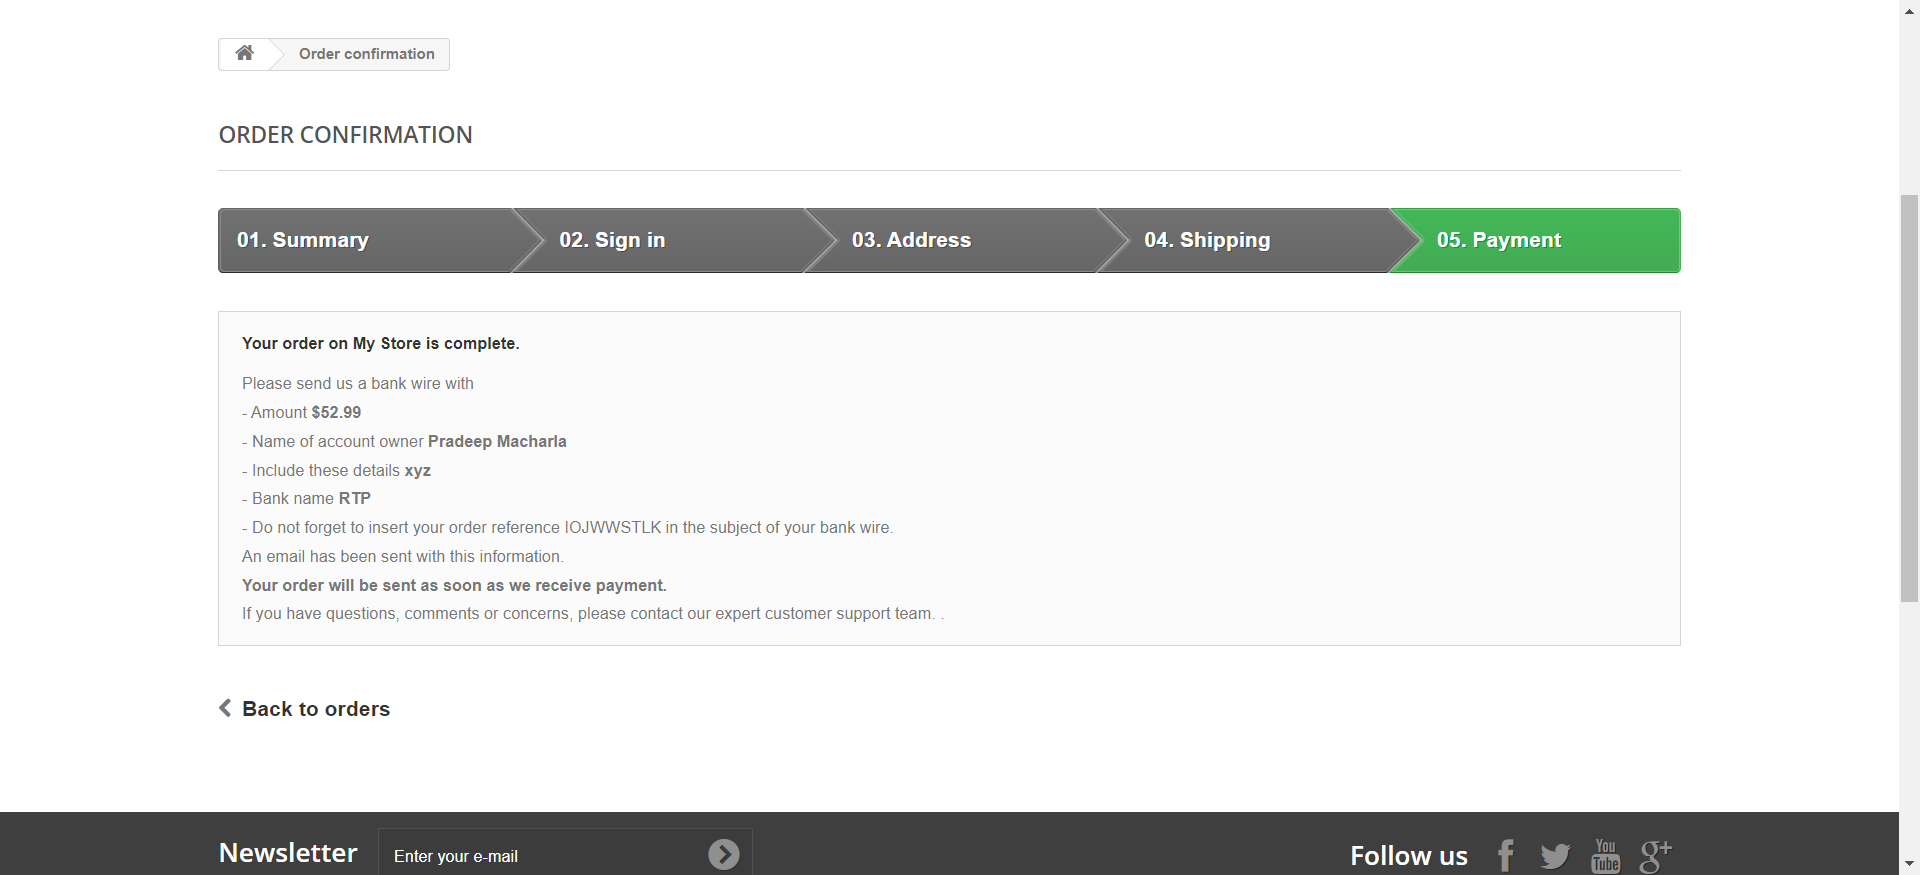 Order confirmation
ORDER CONFIRMATION
01. Summary
02. Sign in
03. Address
04. Shipping
05. Payment
Your order on My Store is complete.
Please send us a bank wire with
- Amount $52.99
- Name of account owner Pradeep Macharla
- Include these details xyz
- Bank name RTP
- Do not forget to insert your order reference IOJWWSTLK in the subject of your bank wire.
An email has been sent with this information.
Your order will be sent as soon as we receive payment.
If you have questions, comments or concerns, please contact our expert customer support team. .
Back to orders
Newsletter
Enter your e-mail
Follow us
You
Tube
g+